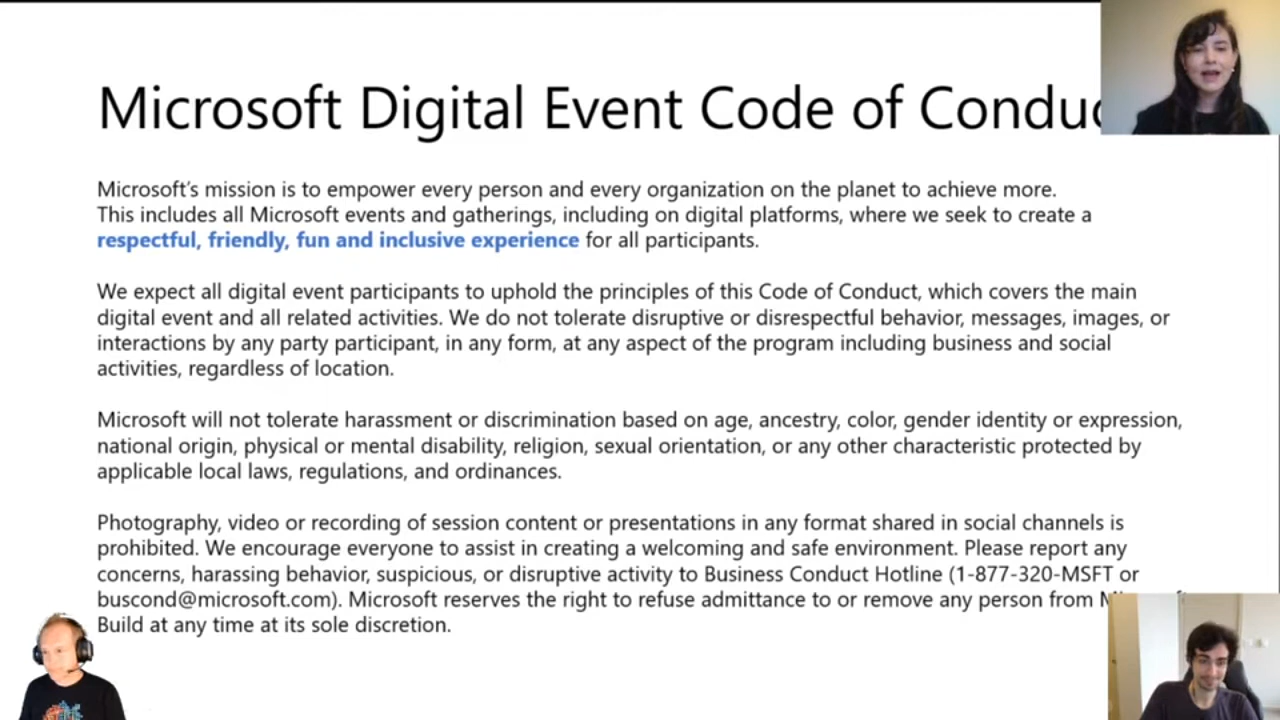 Microsoft Digital Event Code of Conduc
Microsoft's mission is to empower every person and every organization on the planet to achieve more.
This includes all Microsoft events and gatherings, including on digital platforms, where we seek to create a
respectful, friendly, fun and inclusive experience for all participants.
We expect all digital event participants to uphold the principles of this Code of Conduct, which covers the main
digital event and all related activities. We do not tolerate disruptive or disrespectful behavior, messages, images, or
interactions by any party participant, in any form, at any aspect of the program including business and social
activities, regardless of location.
Microsoft will not tolerate harassment or discrimination based on age, ancestry, color, gender identity or expression,
national origin, physical or mental disability, religion, sexual orientation, or any other characteristic protected by
applicable local laws, regulations, and ordinances.
Photography, video or recording of session content or presentations in any format shared in social channels is
prohibited. We encourage everyone to assist in creating a welcoming and safe environment. Please report any
concerns, harassing behavior, suspicious, or disruptive activity to Business Conduct Hotline (1-877-320-MSFT or
buscond@microsoft.com). Microsoft reserves the right to refuse admittance to or remove any person from
Build at any time at its sole discretion.